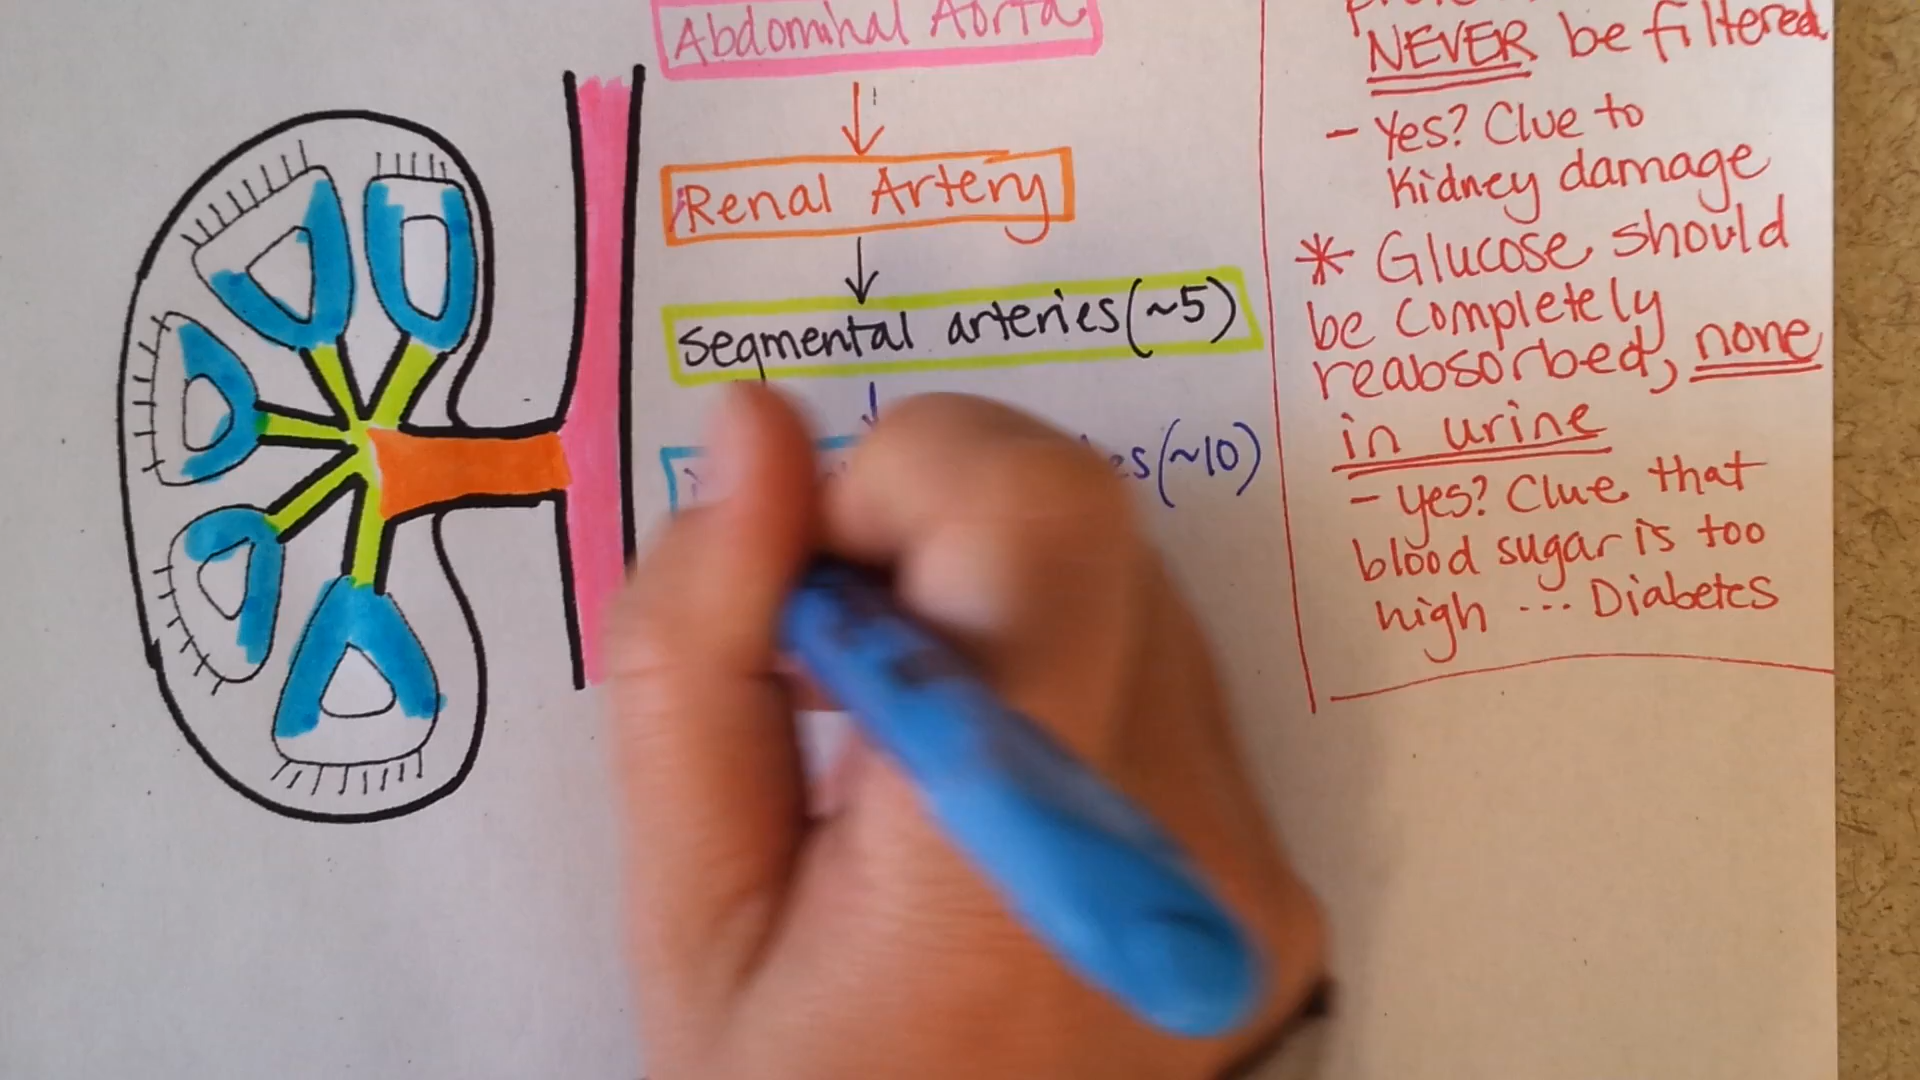 Abdominal Aorta
Renal Artery
Segmental arteries (~5)
(~10)
NEVER be filtered
- Yes? Clue to
Kidney damage
* Glucose should
be completely
reabsorbed, none
in urine
- Yes? Clue that
blood sugar is too
high ... Diabetes